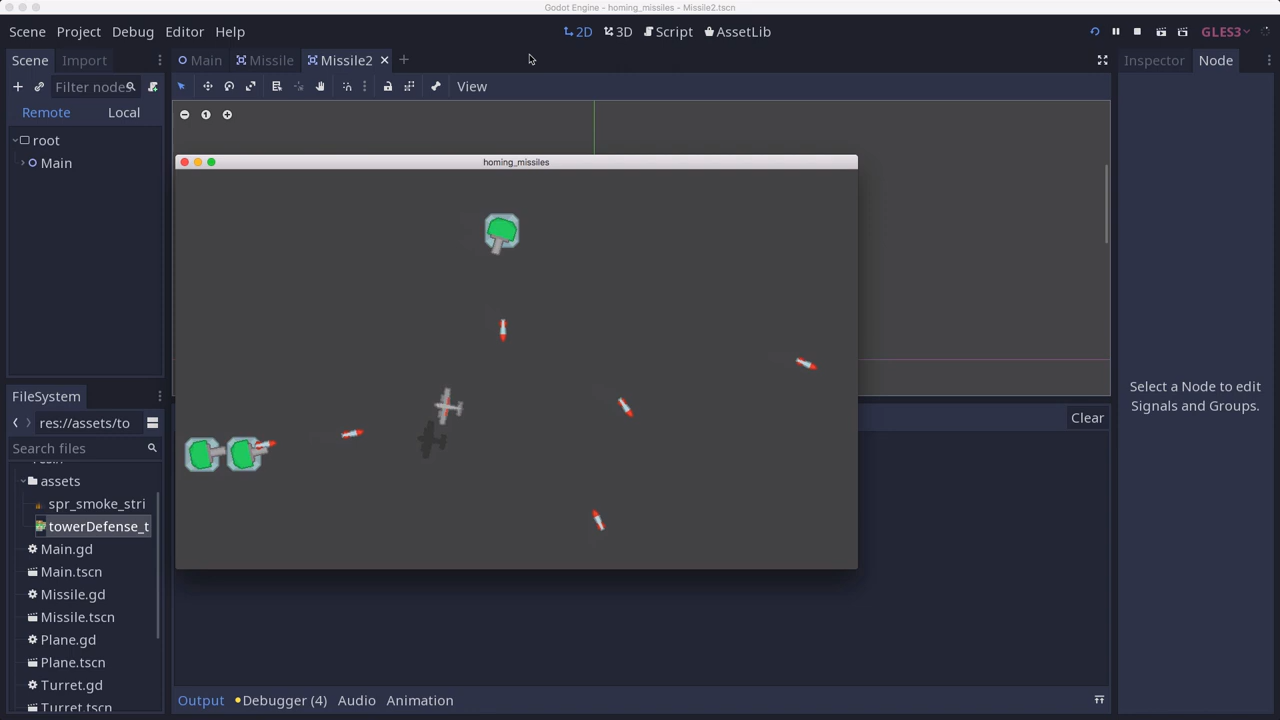 Godot Engine - homing_missiles - Missile2.tscn
Scene Project Debug Editor Help
2D 3D Script AssetLib
GLES3
Scene Import
Main Missile Missile2
Inspector Node
Filter nodes
View
Remote Local
root
Main
homing_missiles
FileSystem
res://assets/to
Search files
assets
spr_smoke_stri
towerDefense_t
Main.gd
Main.tscn
Missile.gd
Missile.tscn
Plane.gd
Plane.tscn
Turret.gd
Turret.tscn
Clear
Select a Node to edit
Signals and Groups.
Output Debugger (4) Audio Animation